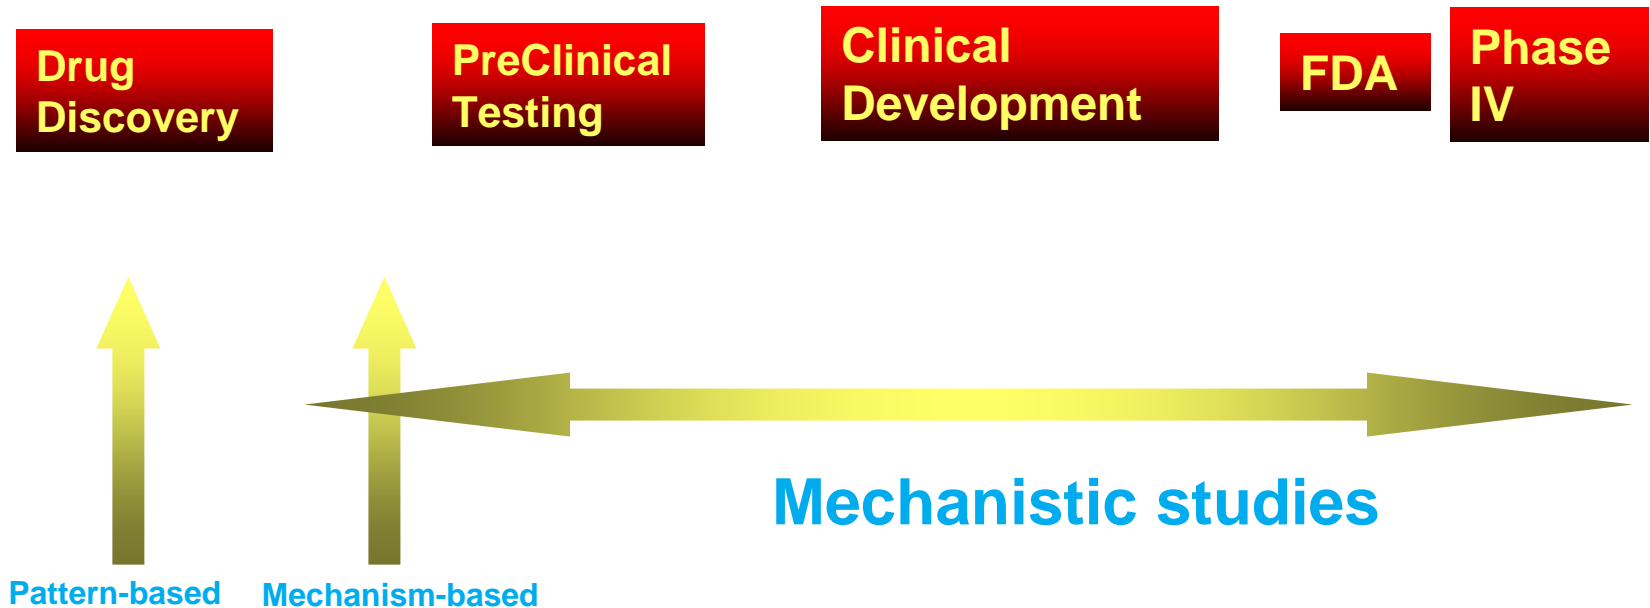 Drug
Discovery
PreClinical
Testing
Clinical
Development
FDA
Phase
IV
Mechanistic studies
Pattern-based
Mechanism-based